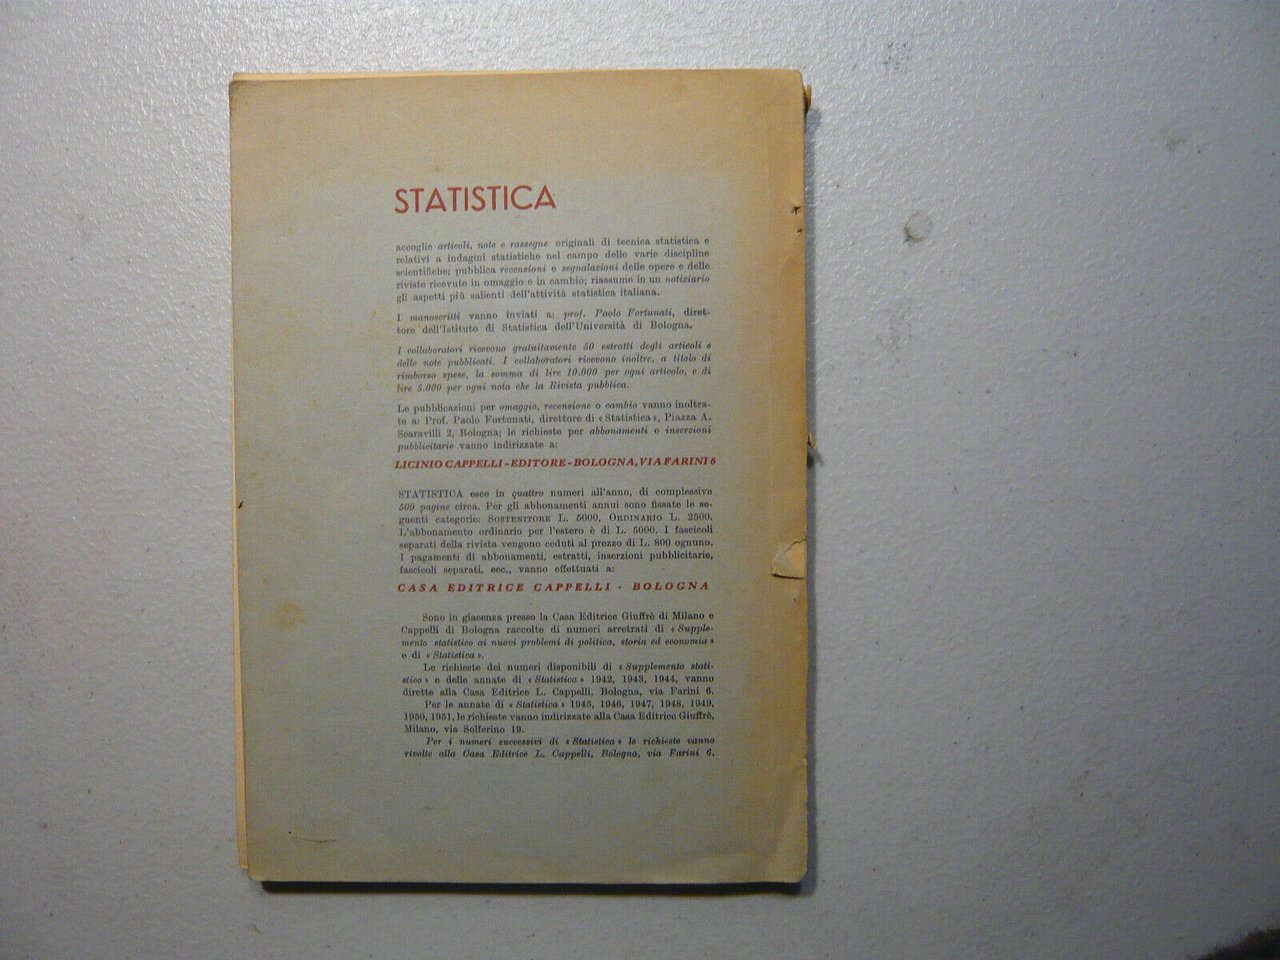 STATISTICA
accoglie articoli, note e rassegne originali di tecnica statistica e
relativi a indagini statistiche nel campo delle varie discipline
scientifiche; pubblica recensioni e segnalazioni delle opere e delle
riviste ricevute in omaggio e in cambio; riassume in un notiziario
gli aspetti più salienti dell'attività statistica italiana.
I manoscritti vanno inviati a: prof. Paolo Fortunati, diret-
tore dell'Istituto di Statistica dell'Università di Bologna.
I collaboratori ricevono gratuitamente 50 estratti degli articoli e
delle note pubblicati. I collaboratori ricevono inoltre, a titolo di
rimborso spese, la somma di lire 10.000 per ogni articolo, e di
lire 5.000 per ogni nota che la Rivista pubblica.
Le pubblicazioni per omaggio, recensione o cambio vanno inoltra-
te a: Prof. Paolo Fortunati, direttore di «Statistica», Piazza A.
Scaravilli 2, Bologna; le richieste per abbonamenti e inserzioni
pubblicitarie vanno indirizzate a:
LICINIO CAPPELLI - EDITORE - BOLOGNA, VIA FARINI 6
STATISTICA esce in quattro numeri all'anno, di complessive
500 pagine circa. Per gli abbonamenti annui sono fissate le se-
guenti categorie: SOSTENITORE L. 5000, ORDINARIO L. 2500.
L'abbonamento ordinario per l'estero è di L. 5000. I fascicoli
separati della rivista vengono ceduti al prezzo di L. 800 ognuno.
I pagamenti di abbonamenti, estratti, inserzioni pubblicitarie,
fascicoli separati, ecc., vanno effettuati a:
CASA EDITRICE CAPPELLI - BOLOGNA
Sono in giacenza presso la Casa Editrice Giuffrè di Milano e
Cappelli di Bologna raccolte di numeri arretrati di «Supple-
mento statistico ai nuovi problemi di politica, storia ed economia»
e di «Statistica».
Le richieste dei numeri disponibili di «Supplemento stati-
stico» e delle annate di «Statistica» 1942, 1943, 1944, vanno
dirette alla Casa Editrice L. Cappelli, Bologna, via Farini 6.
Per le annate di «Statistica» 1945, 1946, 1947, 1948, 1949,
1950, 1951, le richieste vanno indirizzate alla Casa Editrice Giuffrè,
Milano, via Solferino 19.
Per i numeri successivi di «Statistica» le richieste vanno
rivolte alla Casa Editrice L. Cappelli, Bologna, via Farini 6.